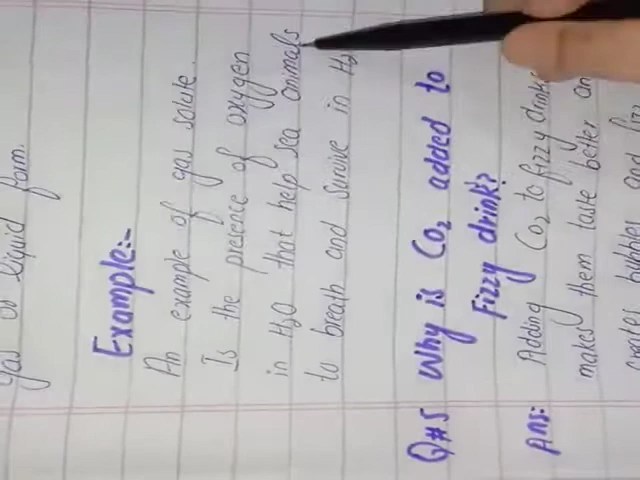 gas or liquid form.
Example:-
An example of gas solute.
Is the presence of oxygen
in H₂O that help sea animals
to breath and survive in H₂
Q#5 Why is CO₂ added to
Fizzy drink?
Ans: Adding CO₂ to fizzy drinks
makes them taste better an
creates bubbles and fizz